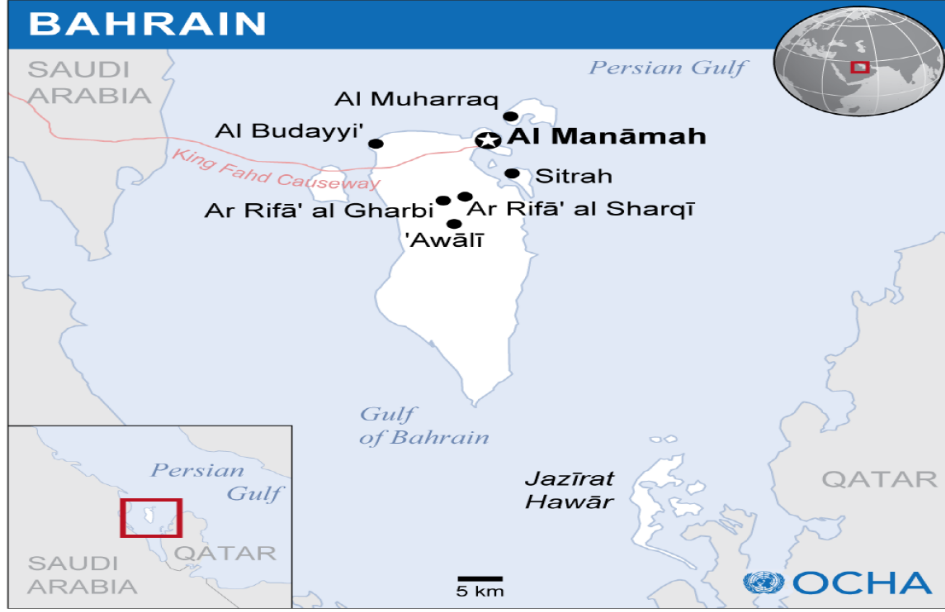 BAHRAIN
SAUDI
ARABIA
Persian Gulf
Al Muharraq
Al Budayyi'
Al Manāmah
King Fahd Causeway
Sitrah
Ar Rifā' al Gharbi
Ar Rifā' al Sharqī
'Awālī
Gulf
of Bahrain
Jazīrat
Hawār
QATAR
Persian
Gulf
QATAR
SAUDI
ARABIA
5 km
OCHA